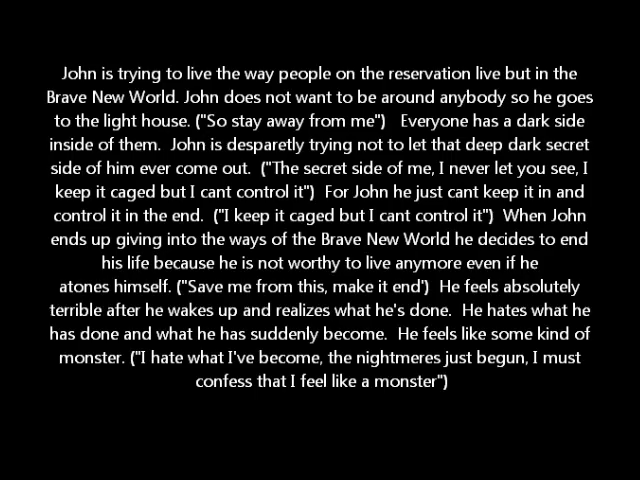 John is trying to live the way people on the reservation live but in the
Brave New World. John does not want to be around anybody so he goes
to the light house. ("So stay away from me")   Everyone has a dark side
inside of them.  John is desparetly trying not to let that deep dark secret
side of him ever come out.  ("The secret side of me, I never let you see, I
keep it caged but I cant control it")  For John he just cant keep it in and
control it in the end.  ("I keep it caged but I cant control it")  When John
ends up giving into the ways of the Brave New World he decides to end
his life because he is not worthy to live anymore even if he
atones himself. ("Save me from this, make it end')  He feels absolutely
terrible after he wakes up and realizes what he's done.  He hates what he
has done and what he has suddenly become.  He feels like some kind of
monster. ("I hate what I've become, the nightmeres just begun, I must
confess that I feel like a monster")